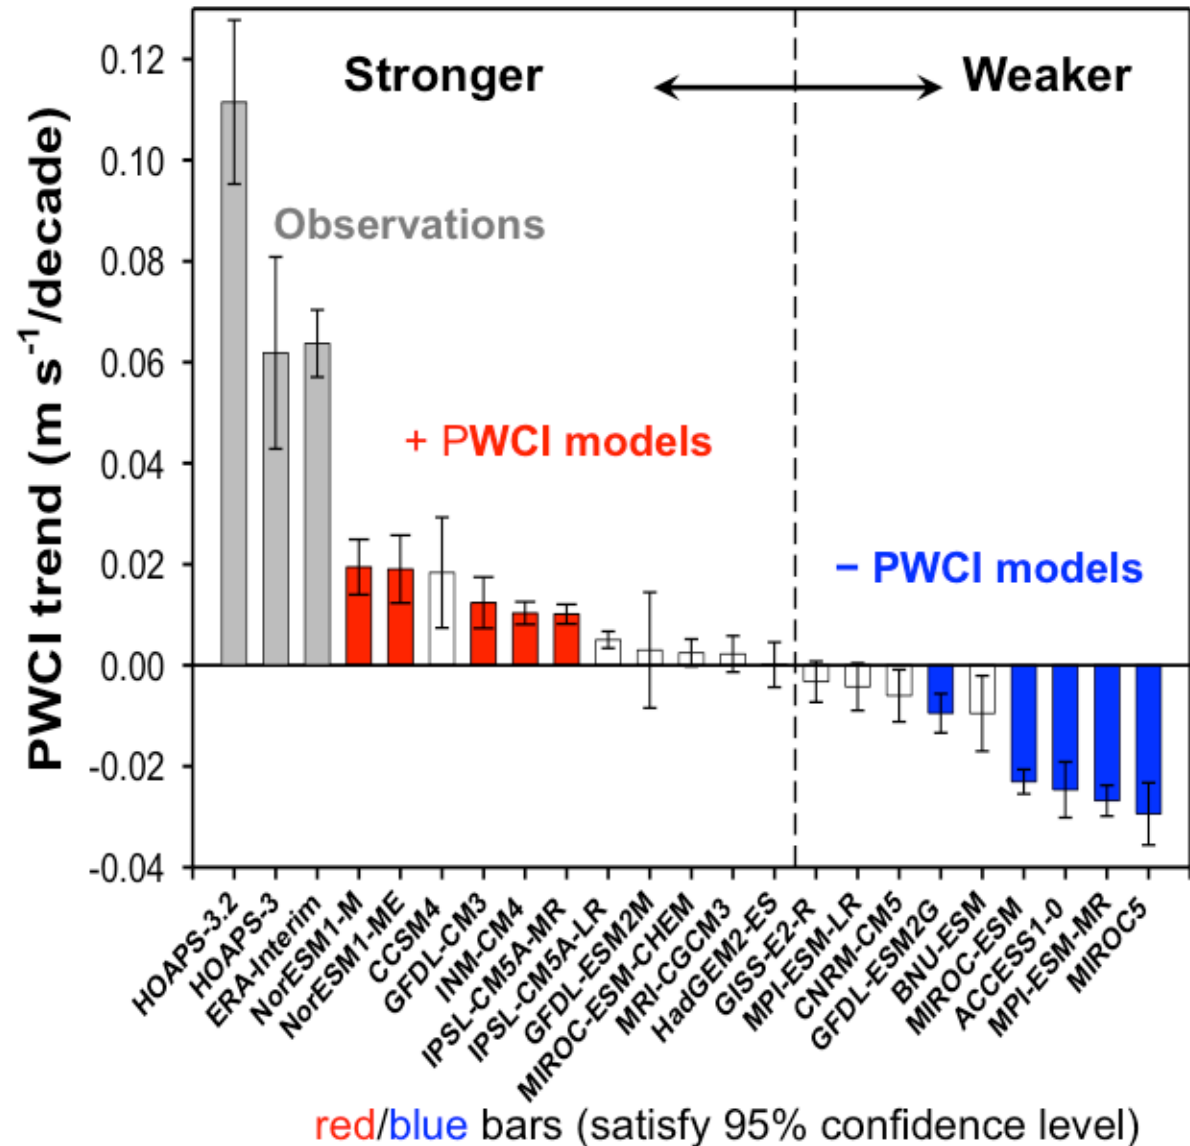 Stronger
Weaker
Observations
+ PWCI models
− PWCI models
PWCI trend (m s⁻¹/decade)
0.12
0.10
0.08
0.06
0.04
0.02
0.00
-0.02
-0.04
HOAPS-3.2
HOAPS-3
ERA-Interim
NorESM1-M
NorESM1-ME
CCSM4
GFDL-CM3
INM-CM4
IPSL-CM5A-MR
IPSL-CM5A-LR
GFDL-ESM2M
MIROC-ESM-CHEM
MRI-CGCM3
HadGEM2-ES
GISS-E2-R
MPI-ESM-LR
CNRM-CM5
GFDL-ESM2G
BNU-ESM
MIROC-ESM
ACCESS1-0
MPI-ESM-MR
MIROC5
red/blue bars (satisfy 95% confidence level)